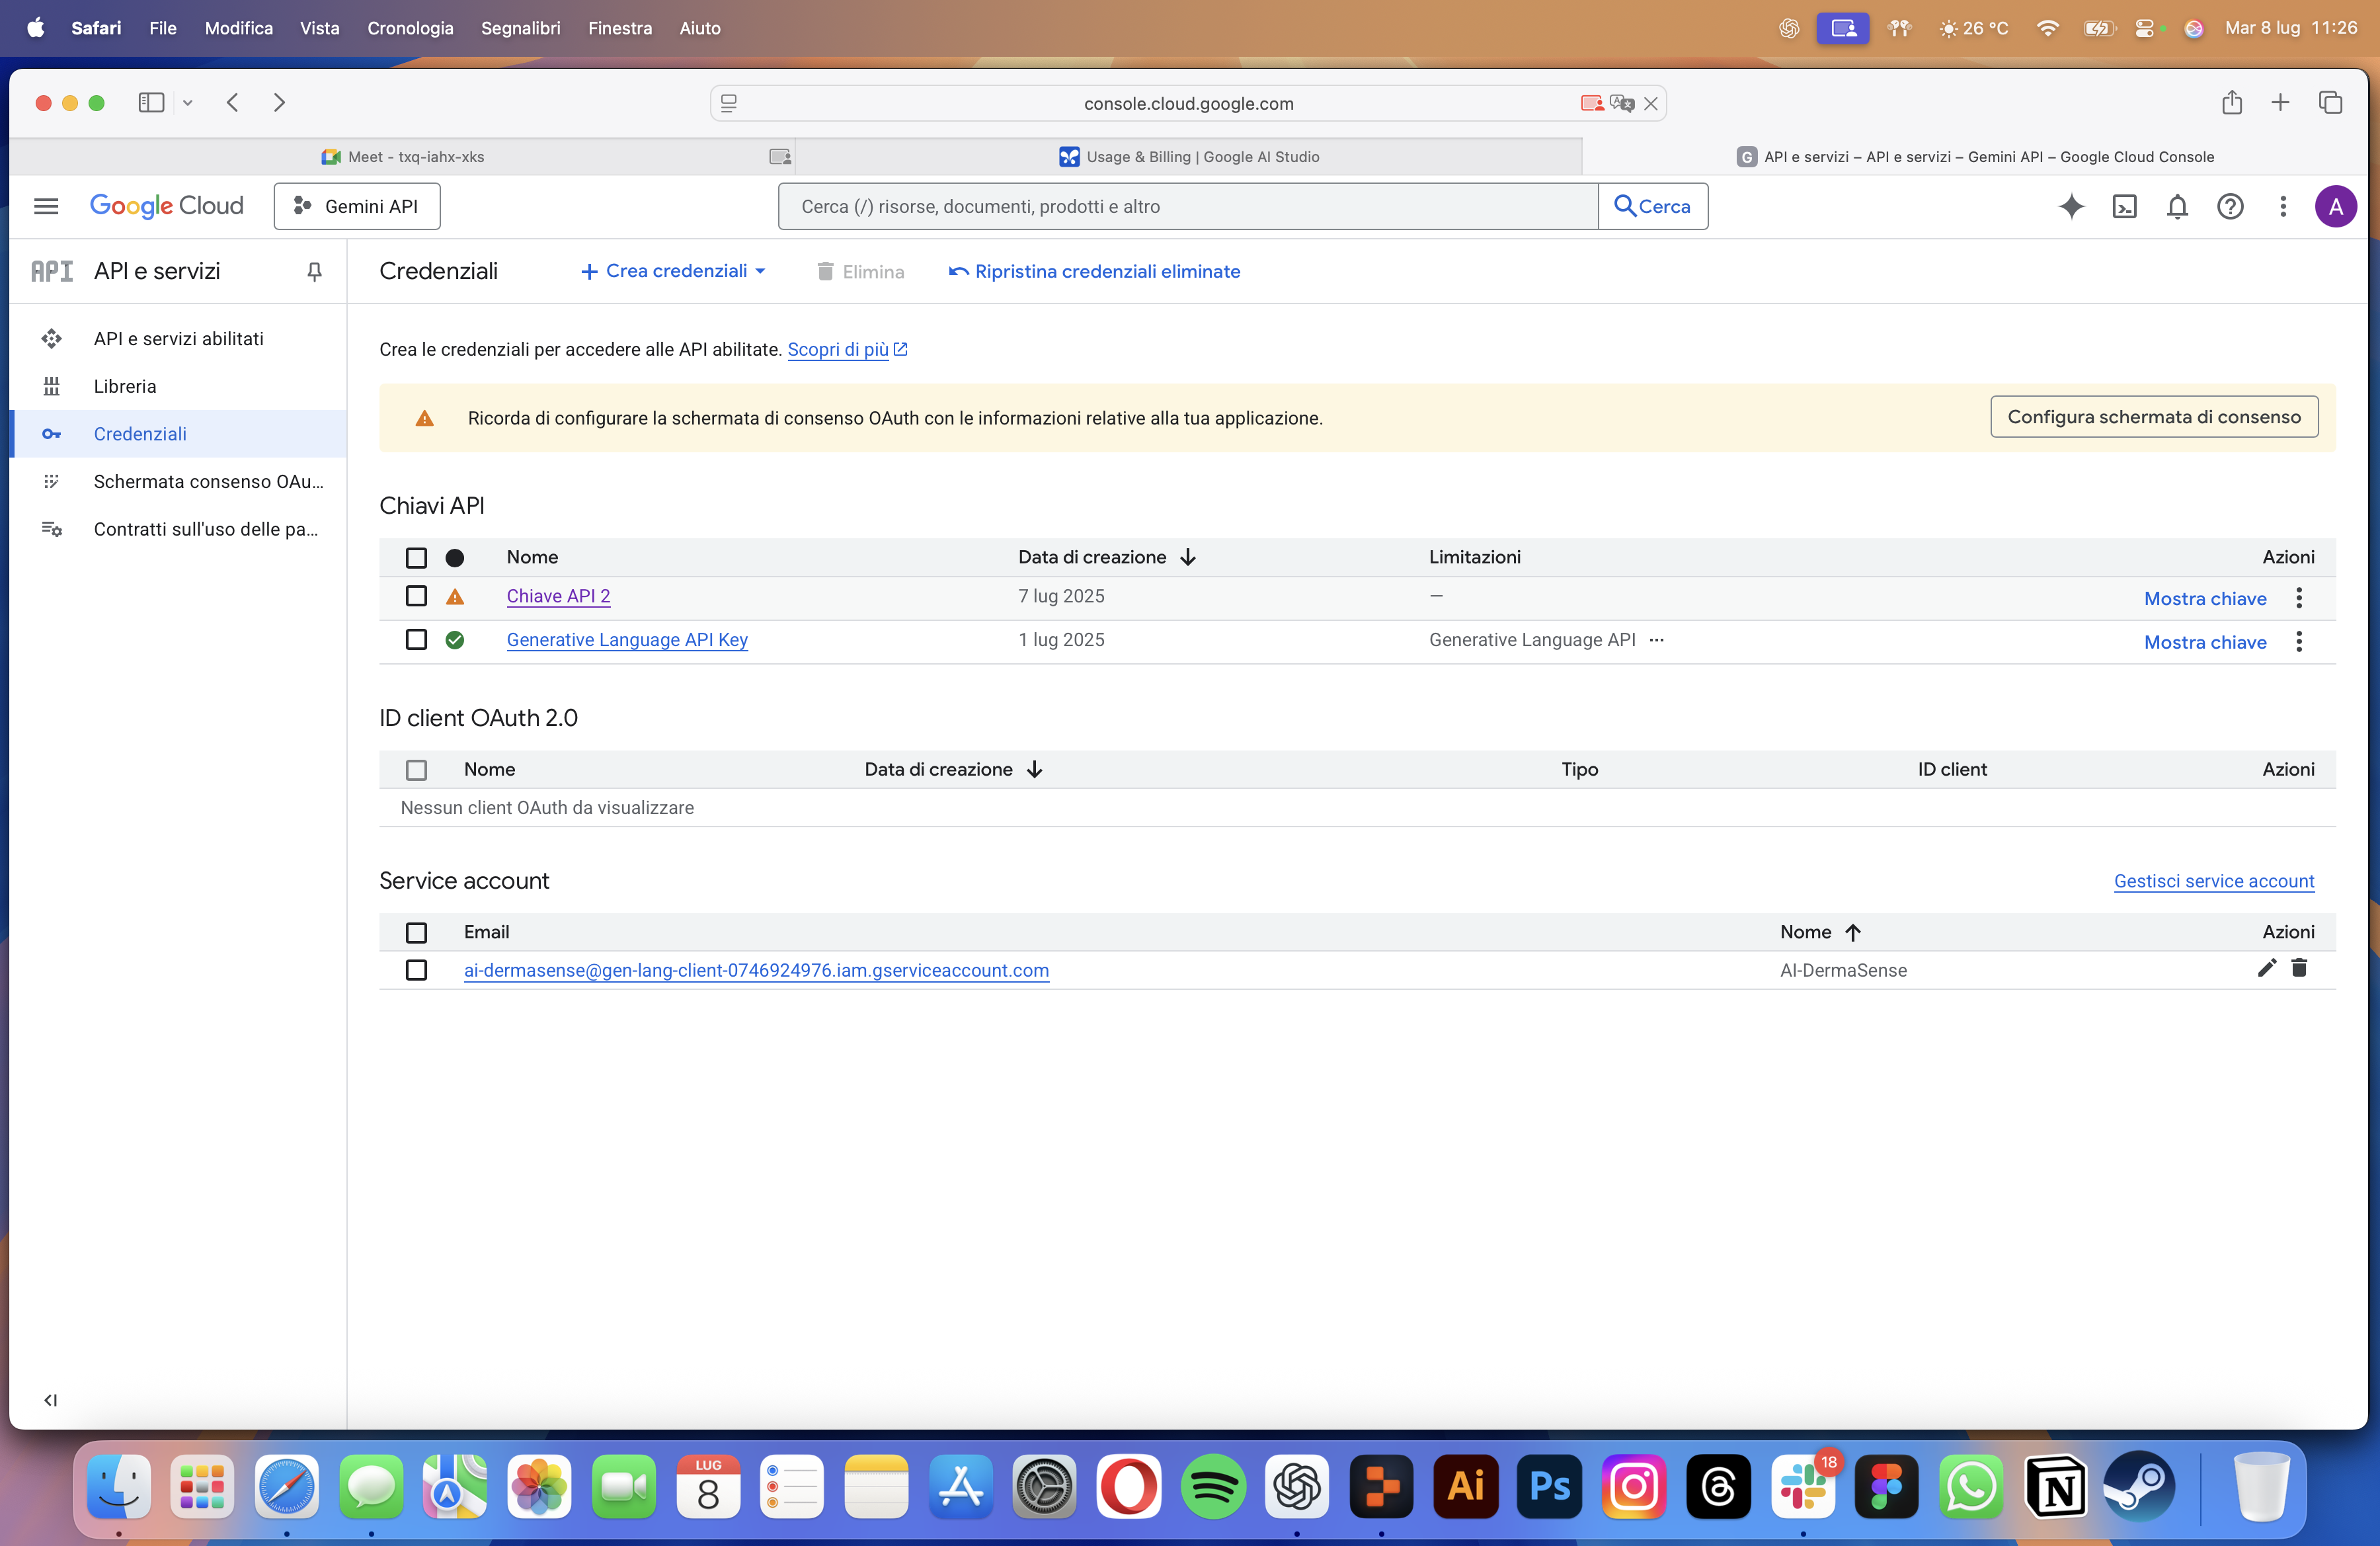 Safari File Modifica Vista Cronologia Segnalibri Finestra Aiuto 26 °C Mar 8 lug 11:26
console.cloud.google.com
Meet - txq-iahx-xks Usage & Billing | Google AI Studio G API e servizi – API e servizi – Gemini API – Google Cloud Console
Google Cloud Gemini API Cerca (/) risorse, documenti, prodotti e altro Cerca A
API API e servizi Credenziali Crea credenziali Elimina Ripristina credenziali eliminate
API e servizi abilitati
Libreria
Credenziali
Schermata consenso OAu...
Contratti sull'uso delle pa...
Crea le credenziali per accedere alle API abilitate. Scopri di più
Ricorda di configurare la schermata di consenso OAuth con le informazioni relative alla tua applicazione. Configura schermata di consenso
Chiavi API
Nome Data di creazione Limitazioni Azioni
Chiave API 2 7 lug 2025 — Mostra chiave
Generative Language API Key 1 lug 2025 Generative Language API ... Mostra chiave
ID client OAuth 2.0
Nome Data di creazione Tipo ID client Azioni
Nessun client OAuth da visualizzare
Service account Gestisci service account
Email Nome Azioni
ai-dermasense@gen-lang-client-0746924976.iam.gserviceaccount.com AI-DermaSense
LUG
8
Ai
Ps
18
N